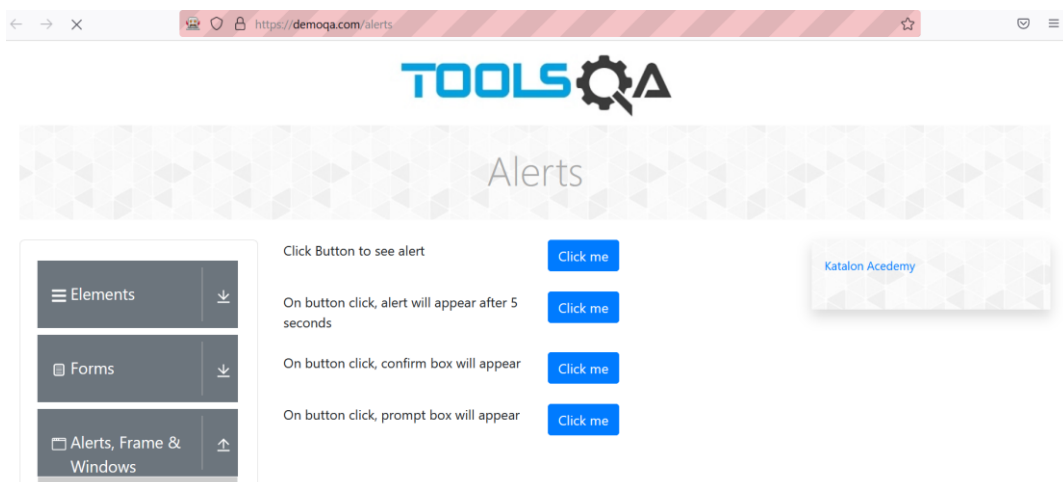 https://demoqa.com/alerts
TOOLSQA
Alerts
Click Button to see alert
Click me
On button click, alert will appear after 5
seconds
Click me
On button click, confirm box will appear
Click me
On button click, prompt box will appear
Click me
Elements
Forms
Alerts, Frame &
Windows
Katalon Acedemy